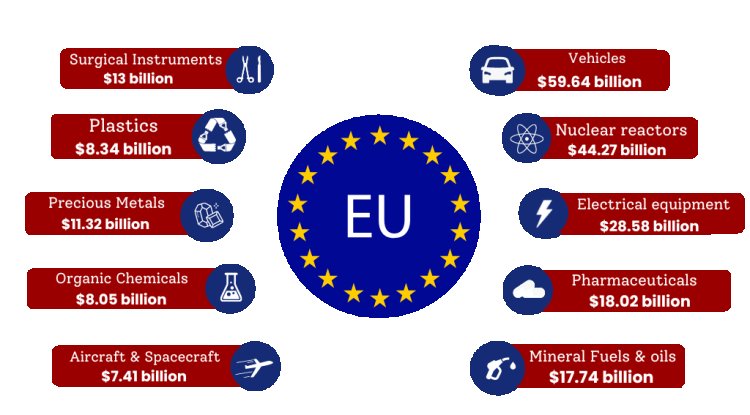 Surgical Instruments
$13 billion
Plastics
$8.34 billion
Precious Metals
$11.32 billion
Organic Chemicals
$8.05 billion
Aircraft & Spacecraft
$7.41 billion
EU
Vehicles
$59.64 billion
Nuclear reactors
$44.27 billion
Electrical equipment
$28.58 billion
Pharmaceuticals
$18.02 billion
Mineral Fuels & oils
$17.74 billion